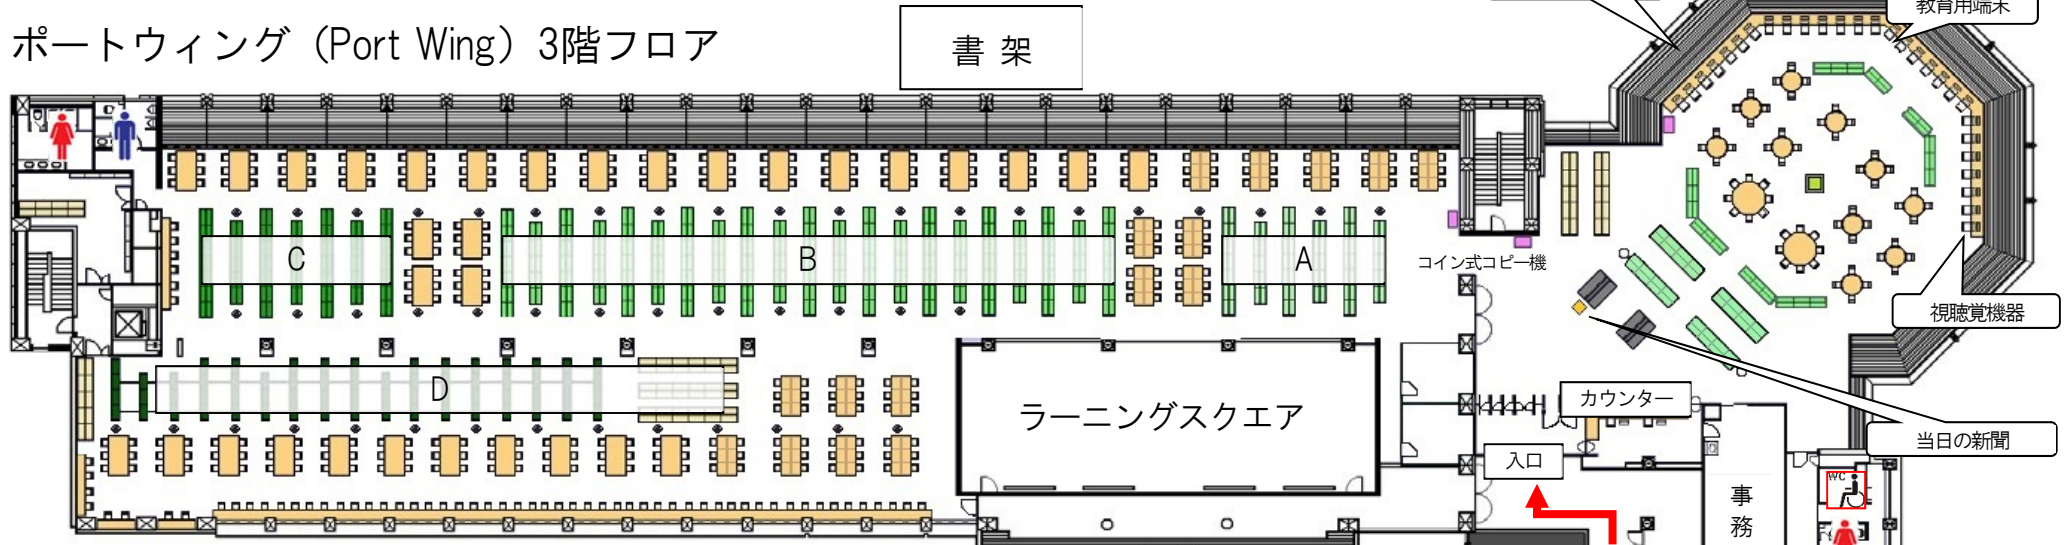 ポートウィング（Port Wing）3階フロア
書 架
教育用端末
C
B
A
コイン式コピー機
視聴覚機器
D
カウンター
ラーニングスクエア
当日の新聞
入口
WC
事
務